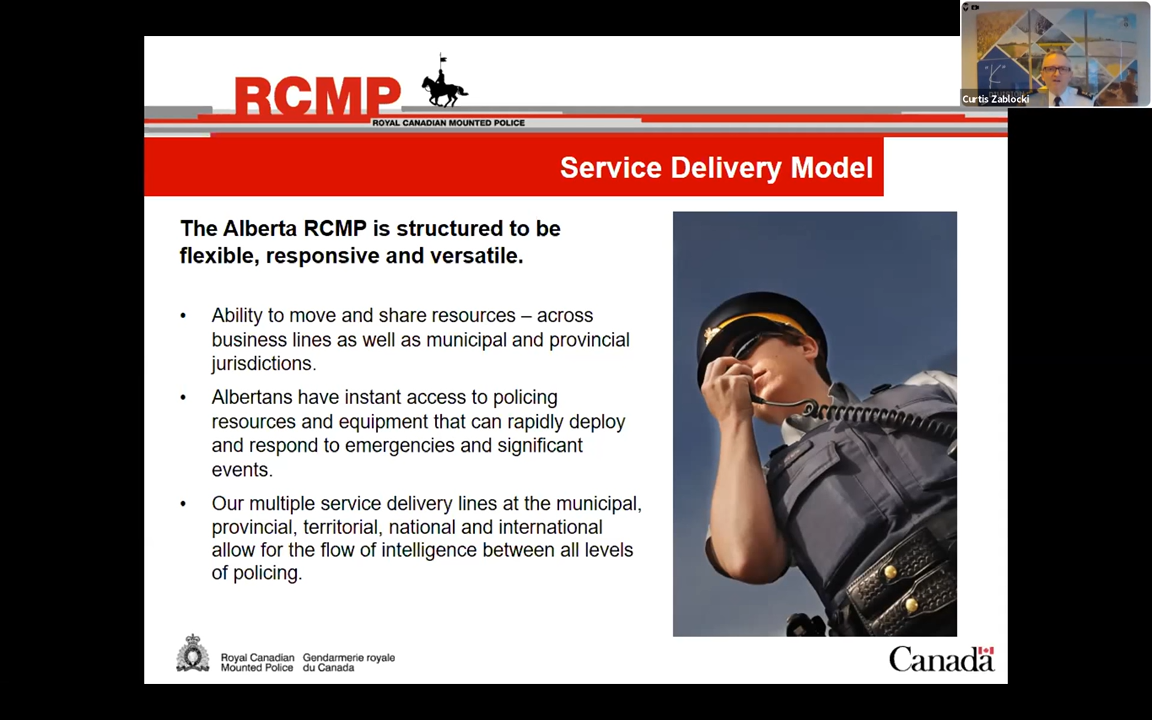 RCMP
ROYAL CANADIAN MOUNTED POLICE
"K"
Curtis Zablocki
Service Delivery Model
The Alberta RCMP is structured to be
flexible, responsive and versatile.
• Ability to move and share resources – across
business lines as well as municipal and provincial
jurisdictions.
• Albertans have instant access to policing
resources and equipment that can rapidly deploy
and respond to emergencies and significant
events.
• Our multiple service delivery lines at the municipal,
provincial, territorial, national and international
allow for the flow of intelligence between all levels
of policing.
Royal Canadian Gendarmerie royale
Mounted Police du Canada
Canada